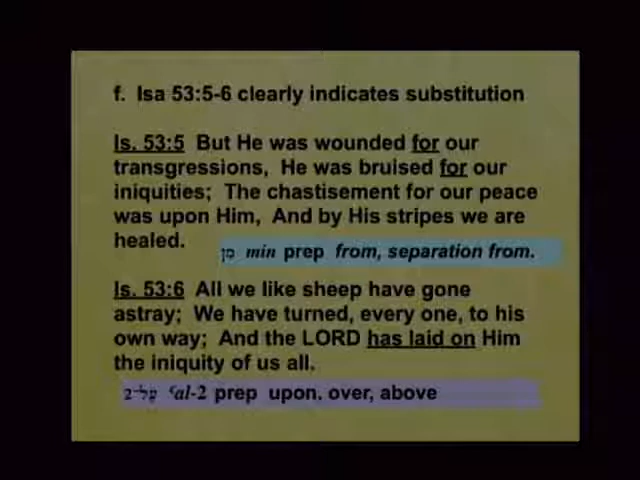 f. Isa 53:5-6 clearly indicates substitution
Is. 53:5 But He was wounded for our
transgressions, He was bruised for our
iniquities; The chastisement for our peace
was upon Him, And by His stripes we are
healed.
מִן min prep from, separation from.
Is. 53:6 All we like sheep have gone
astray; We have turned, every one, to his
own way; And the LORD has laid on Him
the iniquity of us all.
ʿal-2 prep upon, over, above